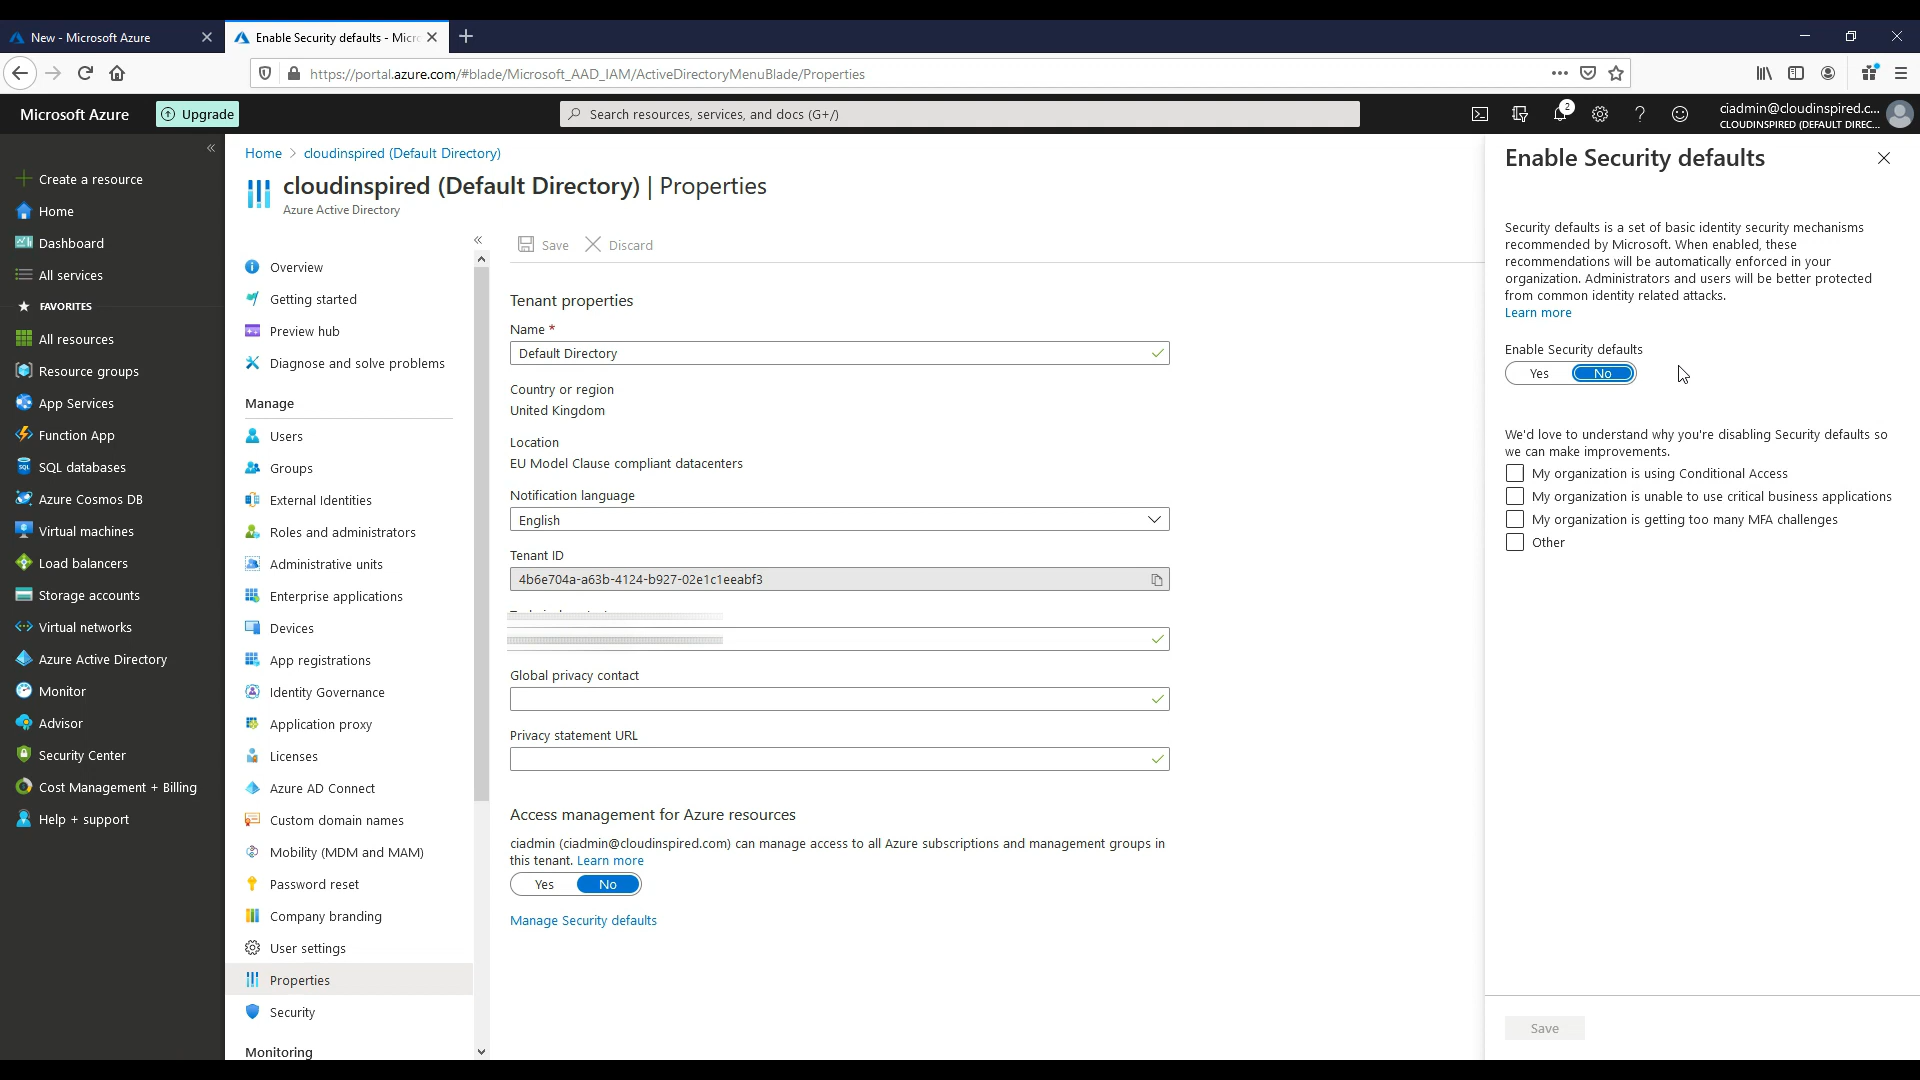 New - Microsoft Azure
Enable Security defaults - Micr
https://portal.azure.com/#blade/Microsoft_AAD_IAM/ActiveDirectoryMenuBlade/Properties
Microsoft Azure
Upgrade
Search resources, services, and docs (G+/)
2
ciadmin@cloudinspired.c...
CLOUDINSPIRED (DEFAULT DIREC...
Create a resource
Home
Dashboard
All services
FAVORITES
All resources
Resource groups
App Services
Function App
SQL databases
Azure Cosmos DB
Virtual machines
Load balancers
Storage accounts
Virtual networks
Azure Active Directory
Monitor
Advisor
Security Center
Cost Management + Billing
Help + support
Home > cloudinspired (Default Directory)
cloudinspired (Default Directory) | Properties
Azure Active Directory
Overview
Getting started
Preview hub
Diagnose and solve problems
Manage
Users
Groups
External Identities
Roles and administrators
Administrative units
Enterprise applications
Devices
App registrations
Identity Governance
Application proxy
Licenses
Azure AD Connect
Custom domain names
Mobility (MDM and MAM)
Password reset
Company branding
User settings
Properties
Security
Monitoring
Save
Discard
Tenant properties
Name *
Default Directory
Country or region
United Kingdom
Location
EU Model Clause compliant datacenters
Notification language
English
Tenant ID
4b6e704a-a63b-4124-b927-02e1c1eeabf3
Global privacy contact
Privacy statement URL
Access management for Azure resources
ciadmin (ciadmin@cloudinspired.com) can manage access to all Azure subscriptions and management groups in
this tenant. Learn more
Yes No
Manage Security defaults
Enable Security defaults
Security defaults is a set of basic identity security mechanisms
recommended by Microsoft. When enabled, these
recommendations will be automatically enforced in your
organization. Administrators and users will be better protected
from common identity related attacks.
Learn more
Enable Security defaults
Yes No
We'd love to understand why you're disabling Security defaults so
we can make improvements.
My organization is using Conditional Access
My organization is unable to use critical business applications
My organization is getting too many MFA challenges
Other
Save